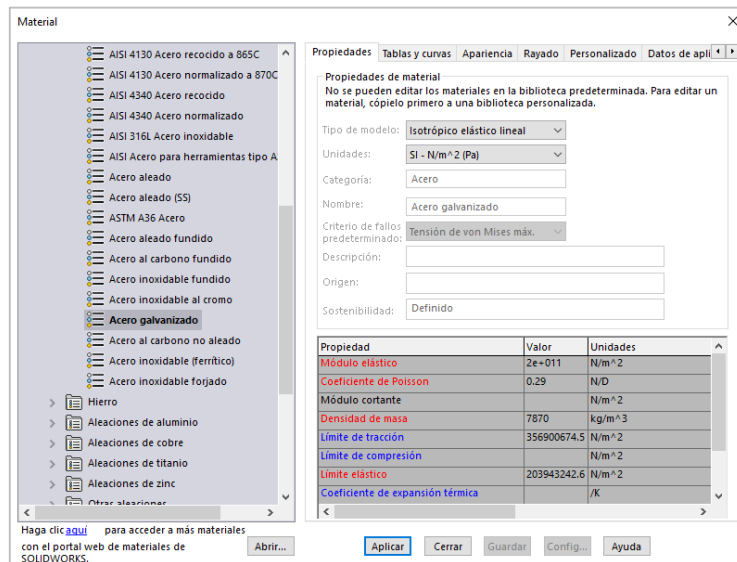 Material
AISI 4130 Acero recocido a 865C
AISI 4130 Acero normalizado a 870C
AISI 4340 Acero recocido
AISI 4340 Acero normalizado
AISI 316L Acero inoxidable
AISI Acero para herramientas tipo A
Acero aleado
Acero aleado (SS)
ASTM A36 Acero
Acero aleado fundido
Acero al carbono fundido
Acero inoxidable fundido
Acero inoxidable al cromo
Acero galvanizado
Acero al carbono no aleado
Acero inoxidable (ferrítico)
Acero inoxidable forjado
Hierro
Aleaciones de aluminio
Aleaciones de cobre
Aleaciones de titanio
Aleaciones de zinc
Otras aleaciones
Haga clic aquí para acceder a más materiales
con el portal web de materiales de
SOLIDWORKS.
Abrir...
Propiedades Tablas y curvas Apariencia Rayado Personalizado Datos de apli
Propiedades de material
No se pueden editar los materiales en la biblioteca predeterminada. Para editar un
material, cópielo primero a una biblioteca personalizada.
Tipo de modelo: Isotrópico elástico lineal
Unidades: SI - N/m^2 (Pa)
Categoría: Acero
Nombre: Acero galvanizado
Criterio de fallos
predeterminado: Tensión de von Mises máx.
Descripción:
Origen:
Sostenibilidad: Definido
Propiedad Valor Unidades
Módulo elástico 2e+011 N/m^2
Coeficiente de Poisson 0.29 N/D
Módulo cortante N/m^2
Densidad de masa 7870 kg/m^3
Límite de tracción 356900674.5 N/m^2
Límite de compresión N/m^2
Límite elástico 203943242.6 N/m^2
Coeficiente de expansión térmica /K
Aplicar Cerrar Guardar Config... Ayuda